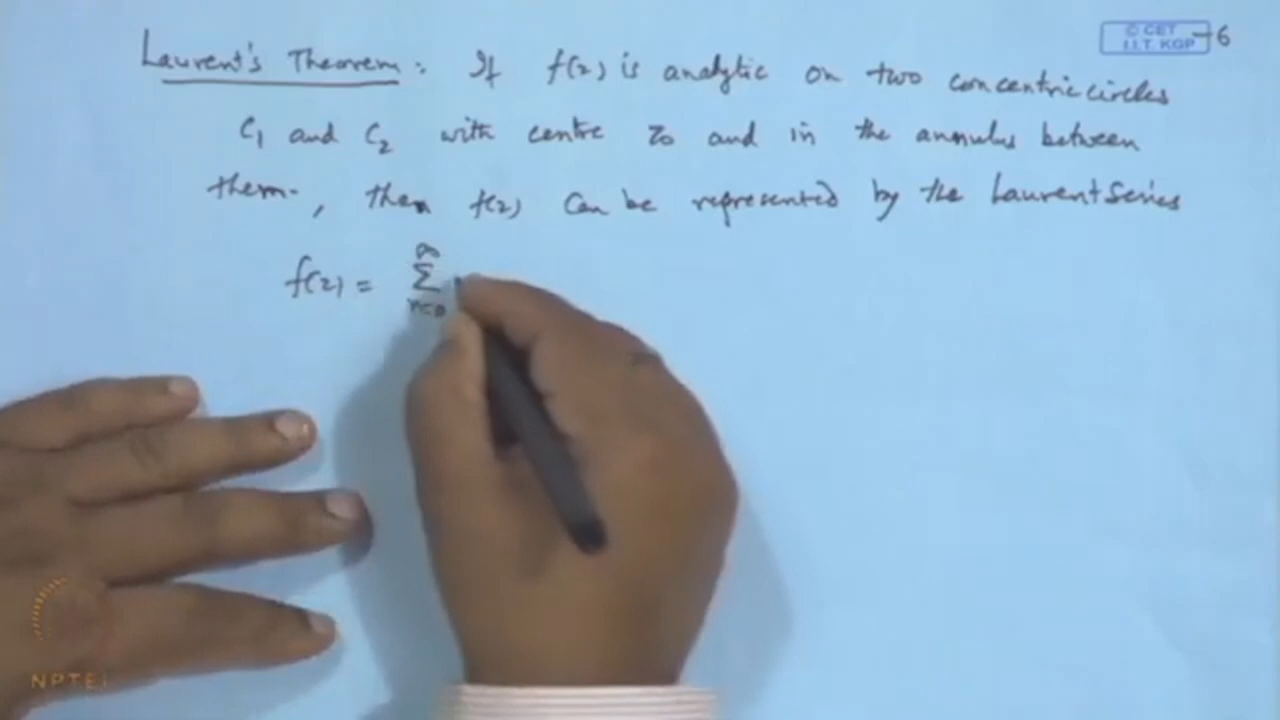 © CET
I.I.T. KGP
-6
Laurent's Theorem: If f(z) is analytic on two concentric circles
C₁ and C₂ with centre z₀ and in the annulus between
them, then f(z) can be represented by the Laurent Series
f(z) = ∞ Σ n=0
NPTEL